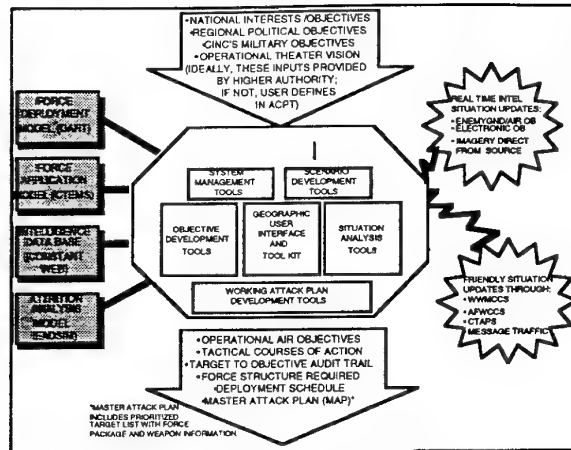 •NATIONAL INTERESTS /OBJECTIVES
•REGIONAL POLITICAL OBJECTIVES
•CINC'S MILITARY OBJECTIVES
•OPERATIONAL THEATER VISION
(IDEALLY, THESE INPUTS PROVIDED
BY HIGHER AUTHORITY;
IF NOT, USER DEFINES
IN ACPT)
FORCE
DEPLOYMENT
MODEL (DART)
FORCE
APPLICATION
MODEL (CTEMS)
INTELLIGENCE
DATA BASE
(CONSTANT
WEB)
ATTRITION
ANALYSIS
MODEL
(EADSIM)
SYSTEM
MANAGEMENT
TOOLS
SCENARIO
DEVELOPMENT
TOOLS
OBJECTIVE
DEVELOPMENT
TOOLS
GEOGRAPHIC
USER
INTERFACE
AND
TOOL KIT
SITUATION
ANALYSIS
TOOLS
WORKING ATTACK PLAN
DEVELOPMENT TOOLS
REAL TIME INTEL
SITUATION UPDATES:
• ENEMYGND/AIR OB
• ELECTRONIC OB
• IMAGERY DIRECT
FROM SOURCE
FRIENDLY SITUATION
UPDATES THROUGH:
• WWMCCS
• AFWCCS
• CTAPS
• MESSAGE TRAFFIC
•OPERATIONAL AIR OBJECTIVES
•TACTICAL COURSES OF ACTION
•TARGET TO OBJECTIVE AUDIT TRAIL
•FORCE STRUCTURE REQUIRED
•DEPLOYMENT SCHEDULE
•MASTER ATTACK PLAN (MAP)*
*MASTER ATTACK PLAN
INCLUDES PRIORITIZED
TARGET LIST WITH FORCE
PACKAGE AND WEAPON INFORMATION